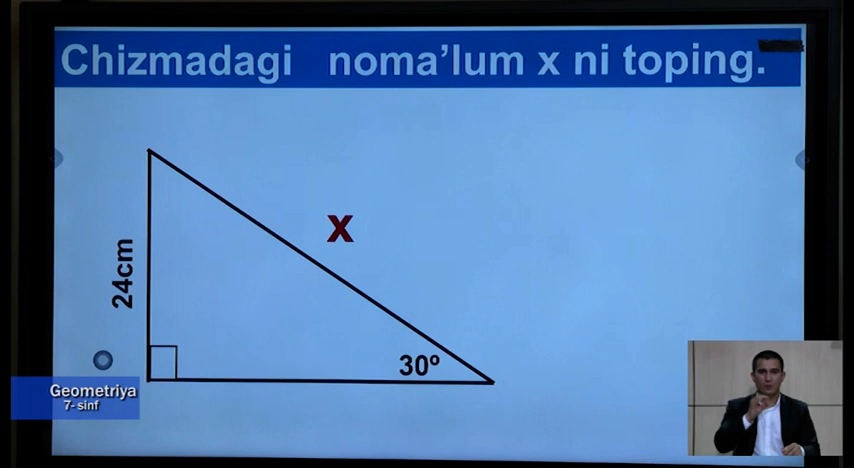 Chizmadagi noma’lum x ni toping.
x
24cm
30º
Geometriya
7- sinf